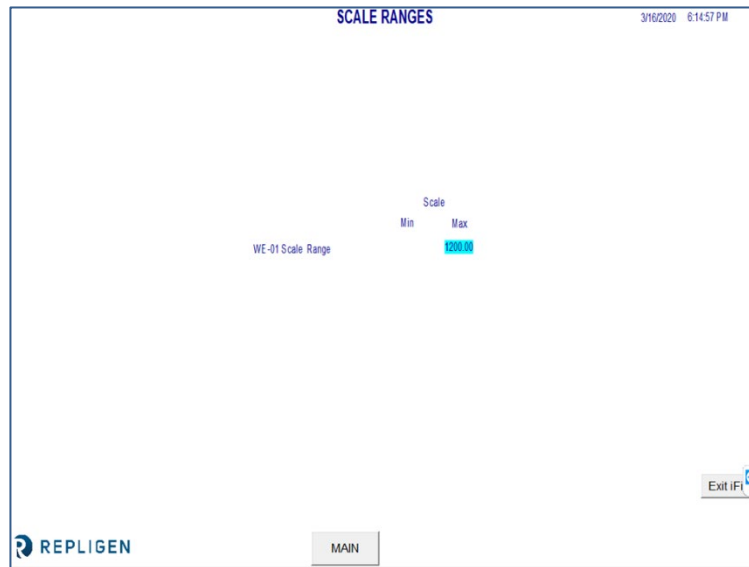 SCALE RANGES
3/16/2020 6:14:57 PM
Scale
Min Max
WE-01 Scale Range 1200.00
Exit iFi
REPLIGEN
MAIN